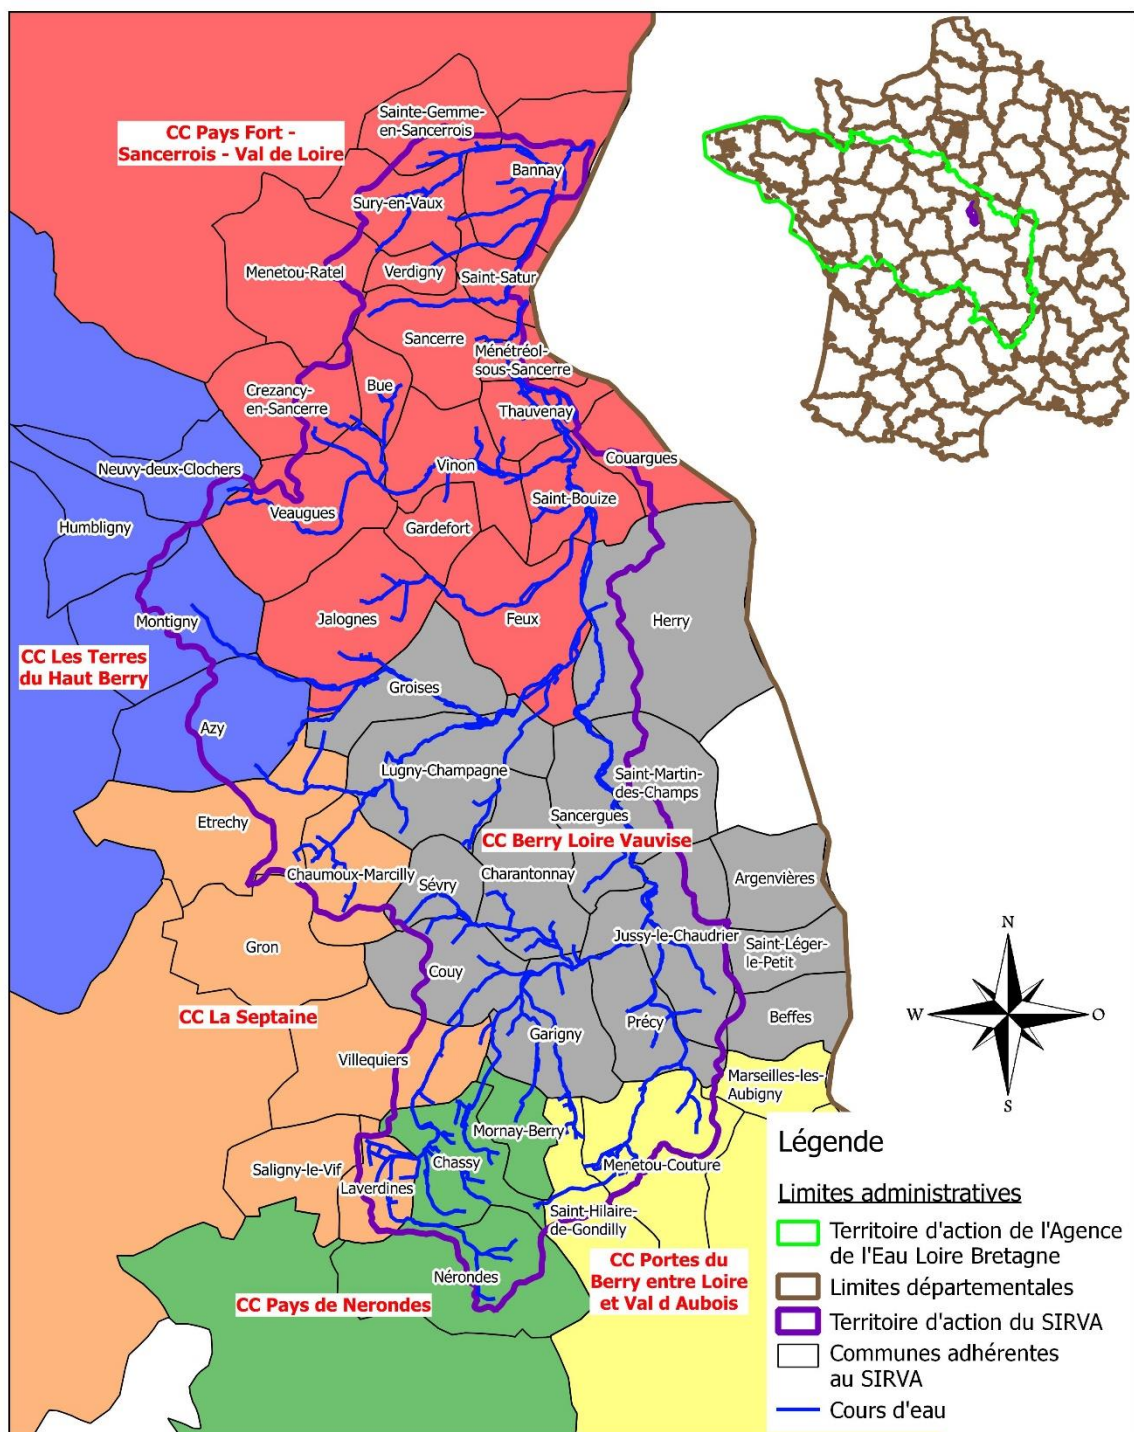 CC Pays Fort -
Sancerrois - Val de Loire
Sainte-Gemme-
en-Sancerrois
Bannay
Sury-en-Vaux
Menetou-Ratel
Verdigny
Saint-Satur
Sancerre
Ménétréol-
sous-Sancerre
Crezancy-
en-Sancerre
Bue
Thauvenay
Couargues
Neuvy-deux-Clochers
Vinon
Saint-Bouize
Veaugues
Humbligny
Gardefort
Montigny
Jalognes
Feux
Herry
CC Les Terres
du Haut Berry
Groises
Azy
Lugny-Champagne
Saint-Martin-
des-Champs
Etrechy
Sancergues
CC Berry Loire Vauvise
Chaumoux-Marcilly
Sévry
Charantonnay
Argenvières
Gron
Jussy-le-Chaudrier
Saint-Léger-
le-Petit
Couy
CC La Septaine
Garigny
Précy
Beffes
Villequiers
Marseilles-les-
Aubigny
Mornay-Berry
Saligny-le-Vif
Chassy
Menetou-Couture
Laverdines
Saint-Hilaire-
de-Gondilly
Nérondes
CC Pays de Nerondes
CC Portes du
Berry entre Loire
et Val d Aubois
N
W
O
S
Légende
Limites administratives
Territoire d'action de l'Agence
de l'Eau Loire Bretagne
Limites départementales
Territoire d'action du SIRVA
Communes adhérentes
au SIRVA
Cours d'eau